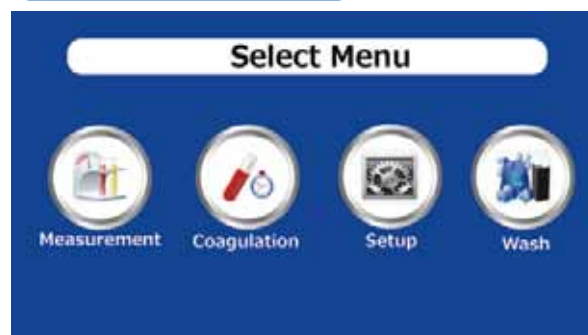 Select Menu
Measurement
Coagulation
Setup
Wash